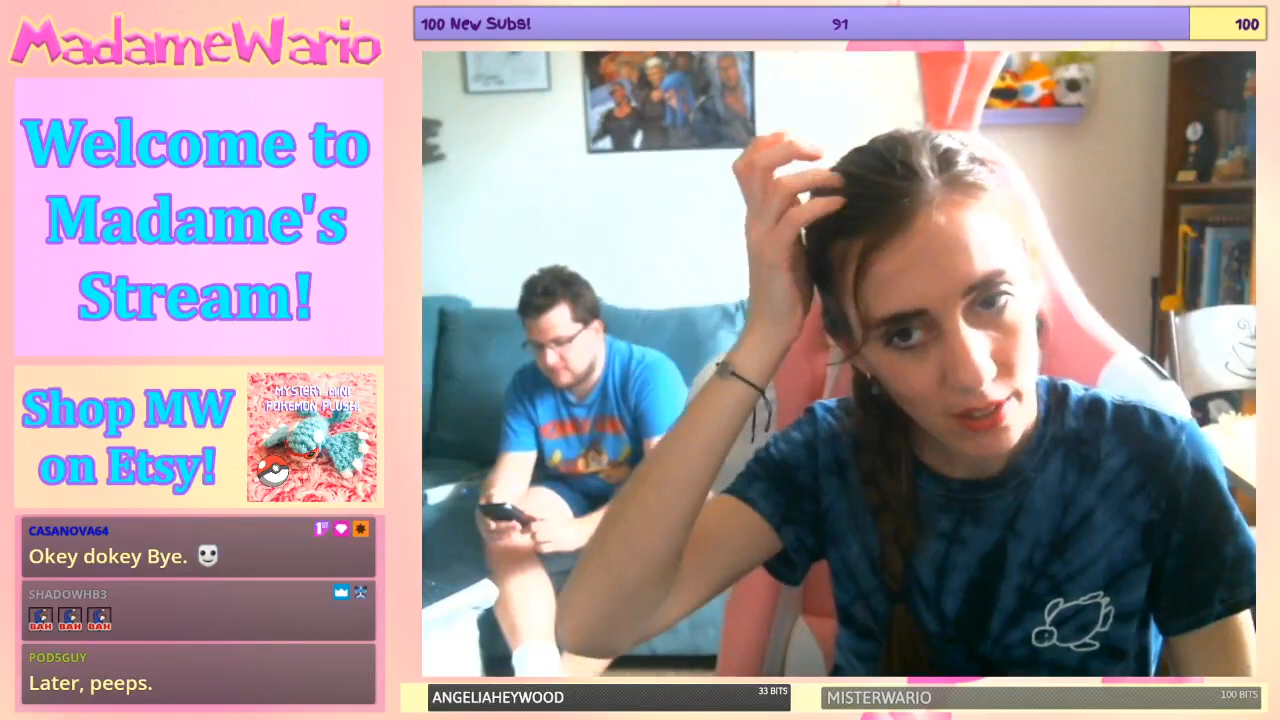 MadameWario
Welcome to
Madame's
Stream!
Shop MW
on Etsy!
MYSTERY MINI
POKEMON PLUSH!
CASANOVA64
1ST
Okey dokey Bye.
SHADOWHB3
BAH BAH BAH
PODSGUY
Later, peeps.
100 New Subs! 91 100
ANGELIAHEYWOOD 33 BITS
MISTERWARIO 100 BITS